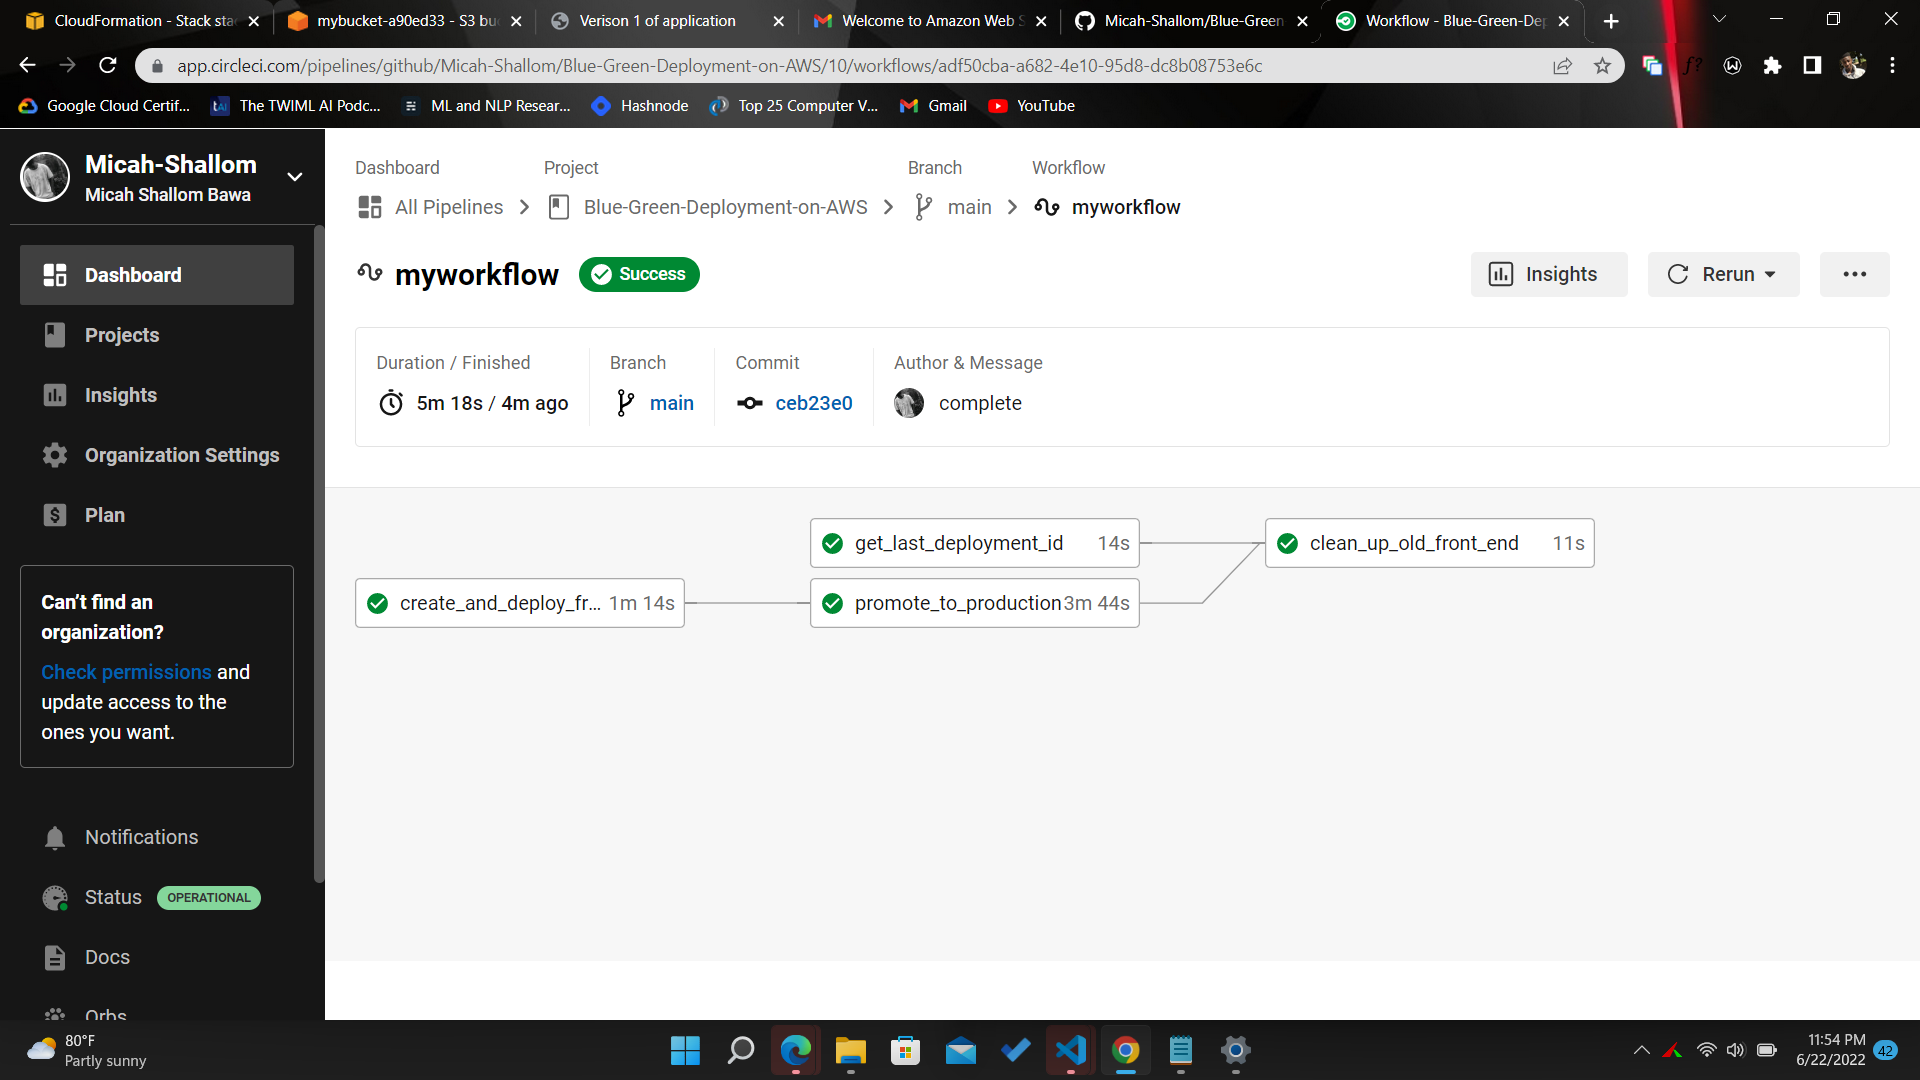 CloudFormation - Stack sta
mybucket-a90ed33 - S3 bu
Verison 1 of application
Welcome to Amazon Web S
Micah-Shallom/Blue-Green
Workflow - Blue-Green-Dep
app.circleci.com/pipelines/github/Micah-Shallom/Blue-Green-Deployment-on-AWS/10/workflows/adf50cba-a682-4e10-95d8-dc8b08753e6c
f?
Google Cloud Certif...
The TWIML AI Podc...
ML and NLP Resear...
Hashnode
Top 25 Computer V...
Gmail
YouTube
Micah-Shallom
Micah Shallom Bawa
Dashboard
Projects
Insights
Organization Settings
Plan
Can't find an
organization?
Check permissions and
update access to the
ones you want.
Notifications
Status OPERATIONAL
Docs
Orbs
Dashboard
Project
Branch
Workflow
All Pipelines
Blue-Green-Deployment-on-AWS
main
myworkflow
myworkflow
Success
Insights
Rerun
Duration / Finished
5m 18s / 4m ago
Branch
main
Commit
ceb23e0
Author & Message
complete
get_last_deployment_id 14s
clean_up_old_front_end 11s
create_and_deploy_fr... 1m 14s
promote_to_production 3m 44s
80°F
Partly sunny
11:54 PM
6/22/2022
42